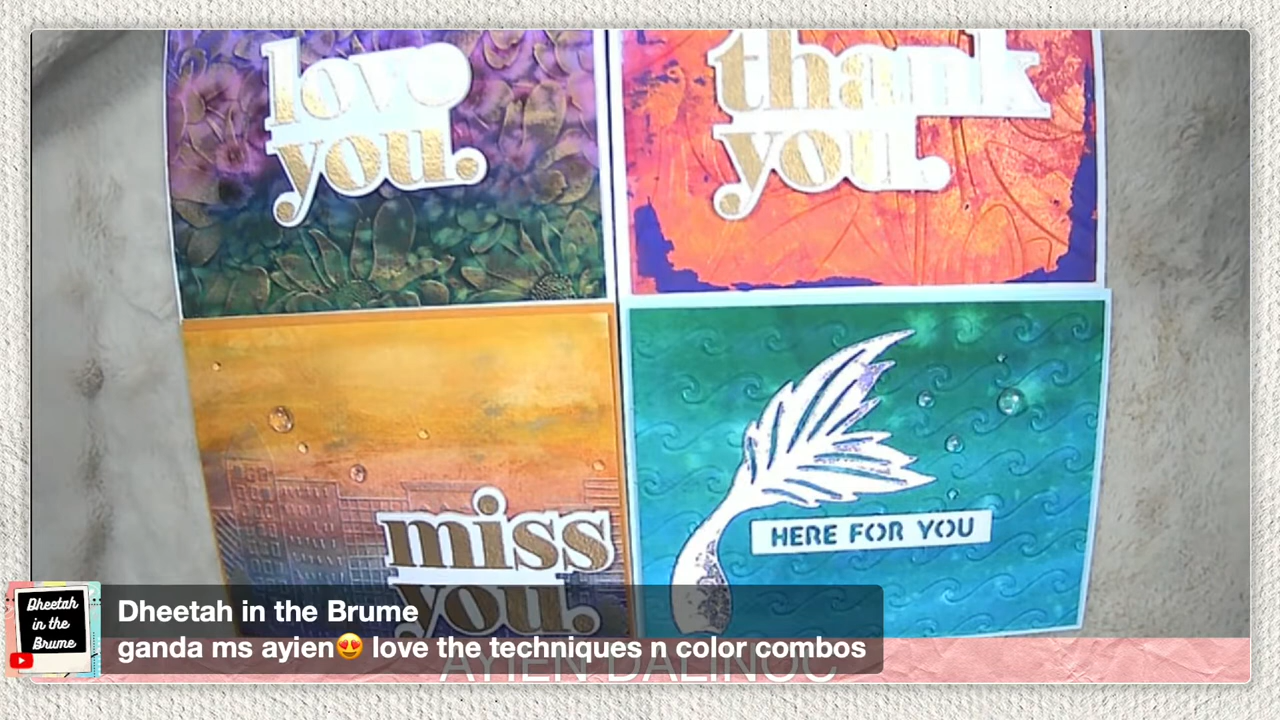 love
you.
thank
you.
miss
you.
HERE FOR YOU
Dheetah
in the
Brume
Dheetah in the Brume
ganda ms ayien😍 love the techniques n color combos
AYIEN DALINOC